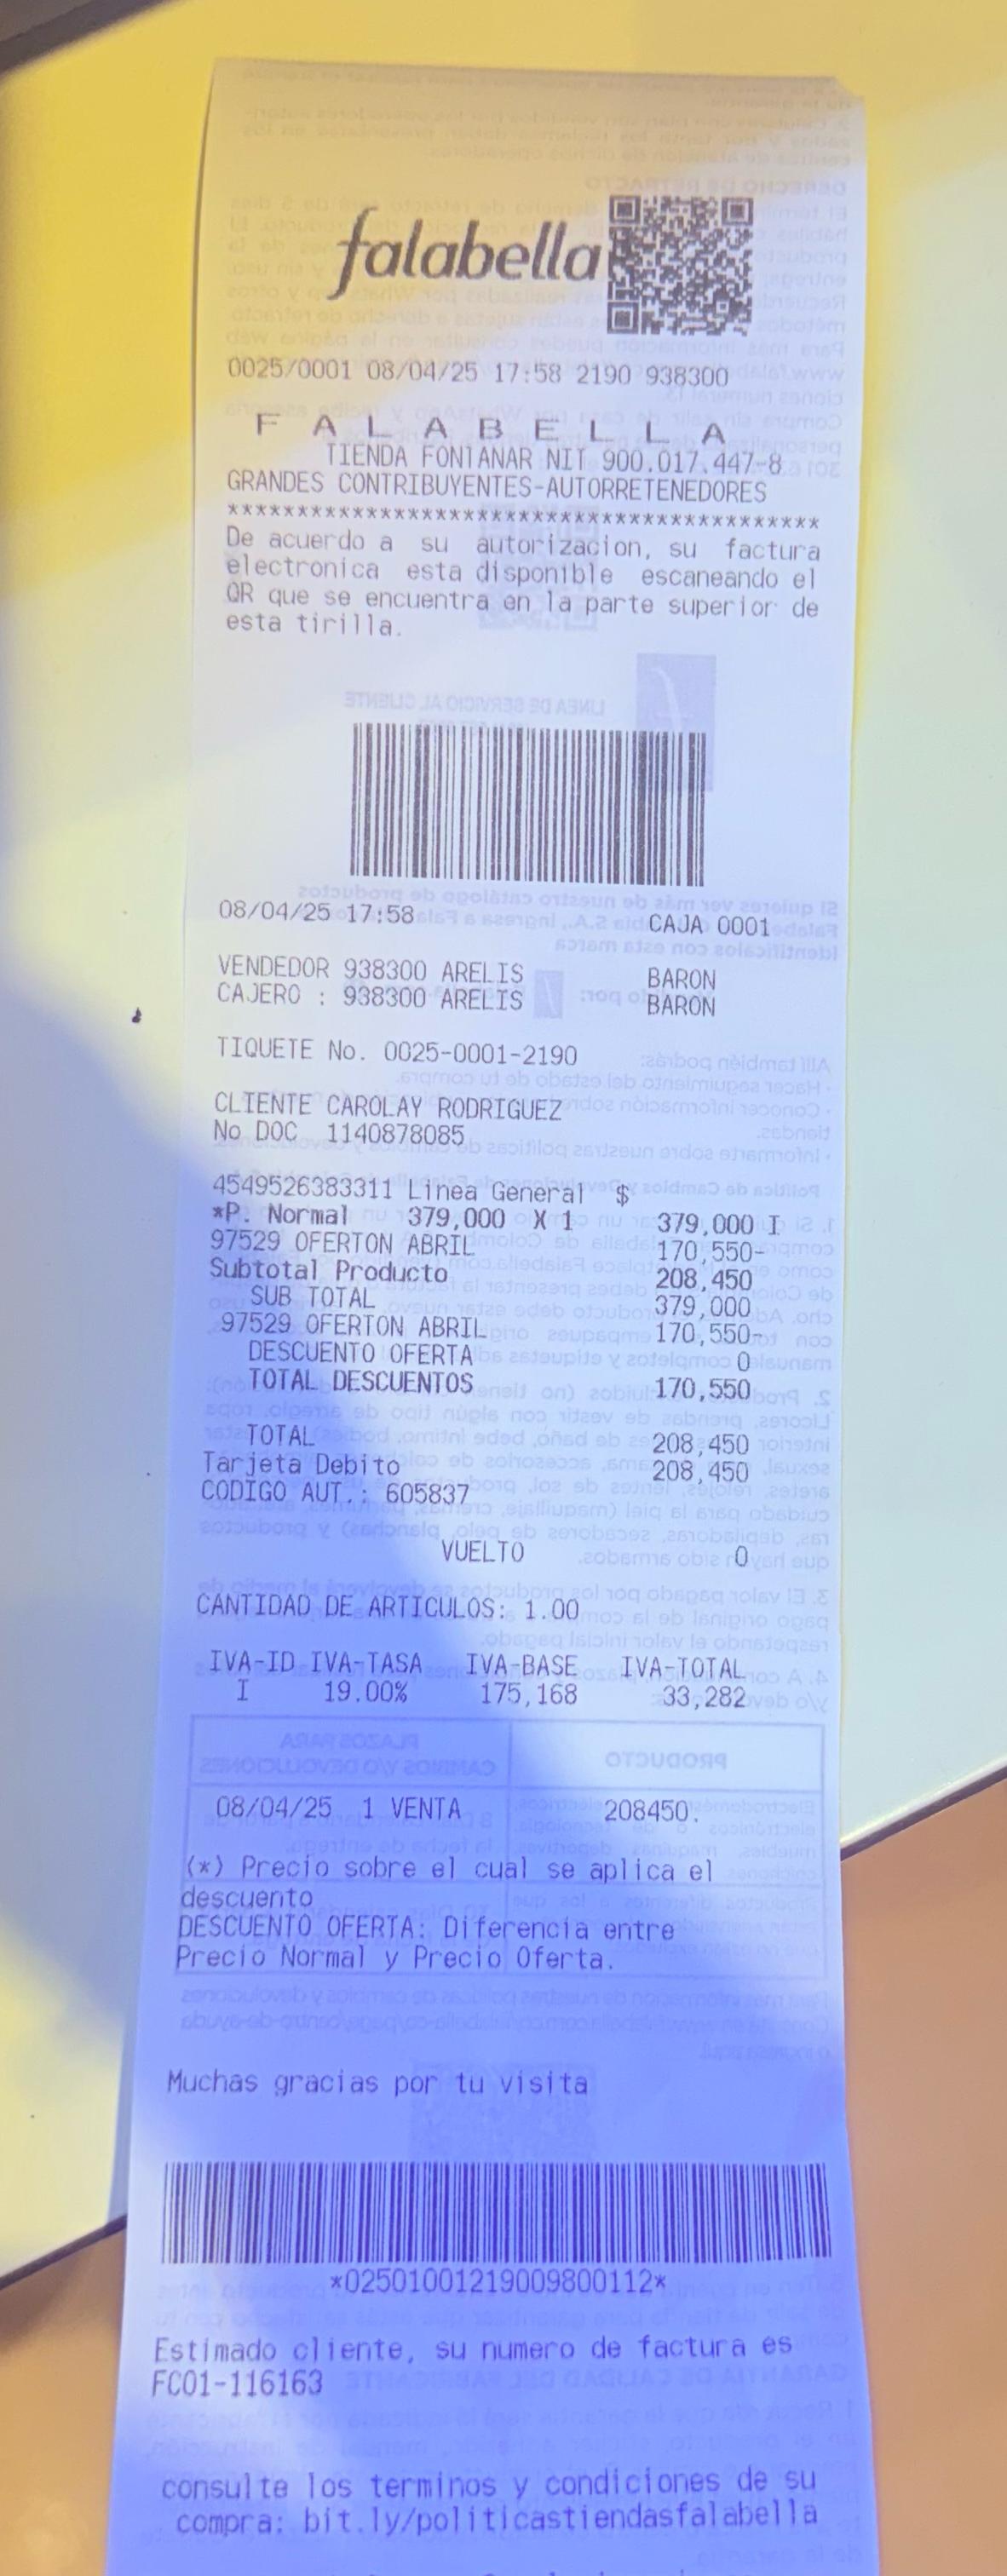 falabella
0025/0001 08/04/25 17:58 2190 938300
F A L A B E L L A
TIENDA FONTANAR NIT 900.017.447-8
GRANDES CONTRIBUYENTES-AUTORRETENEDORES
*******************************************
De acuerdo a su autorizacion, su factura
electronica esta disponible escaneando el
QR que se encuentra en la parte superior de
esta tirilla.
08/04/25 17:58 CAJA 0001
VENDEDOR 938300 ARELIS BARON
CAJERO : 938300 ARELIS BARON
TIQUETE No. 0025-0001-2190
CLIENTE CAROLAY RODRIGUEZ
No DOC 1140878085
4549526383311 Linea General $
*P. Normal 379,000 X 1 379,000 I
97529 OFERTON ABRIL 170,550-
Subtotal Producto 208,450
SUB TOTAL 379,000
97529 OFERTON ABRIL 170,550-
DESCUENTO OFERTA 0
TOTAL DESCUENTOS 170,550
TOTAL 208,450
Tarjeta Debito 208,450
CODIGO AUT.: 605837
VUELTO 0
CANTIDAD DE ARTICULOS: 1.00
IVA-ID IVA-TASA IVA-BASE IVA-TOTAL
I 19.00% 175,168 33,282
08/04/25 1 VENTA 208450.
(*) Precio sobre el cual se aplica el
descuento
DESCUENTO OFERTA: Diferencia entre
Precio Normal y Precio Oferta.
Muchas gracias por tu visita
*02501001219009800112*
Estimado cliente, su numero de factura es
FC01-116163
consulte los terminos y condiciones de su
compra: bit.ly/politicastiendasfalabella